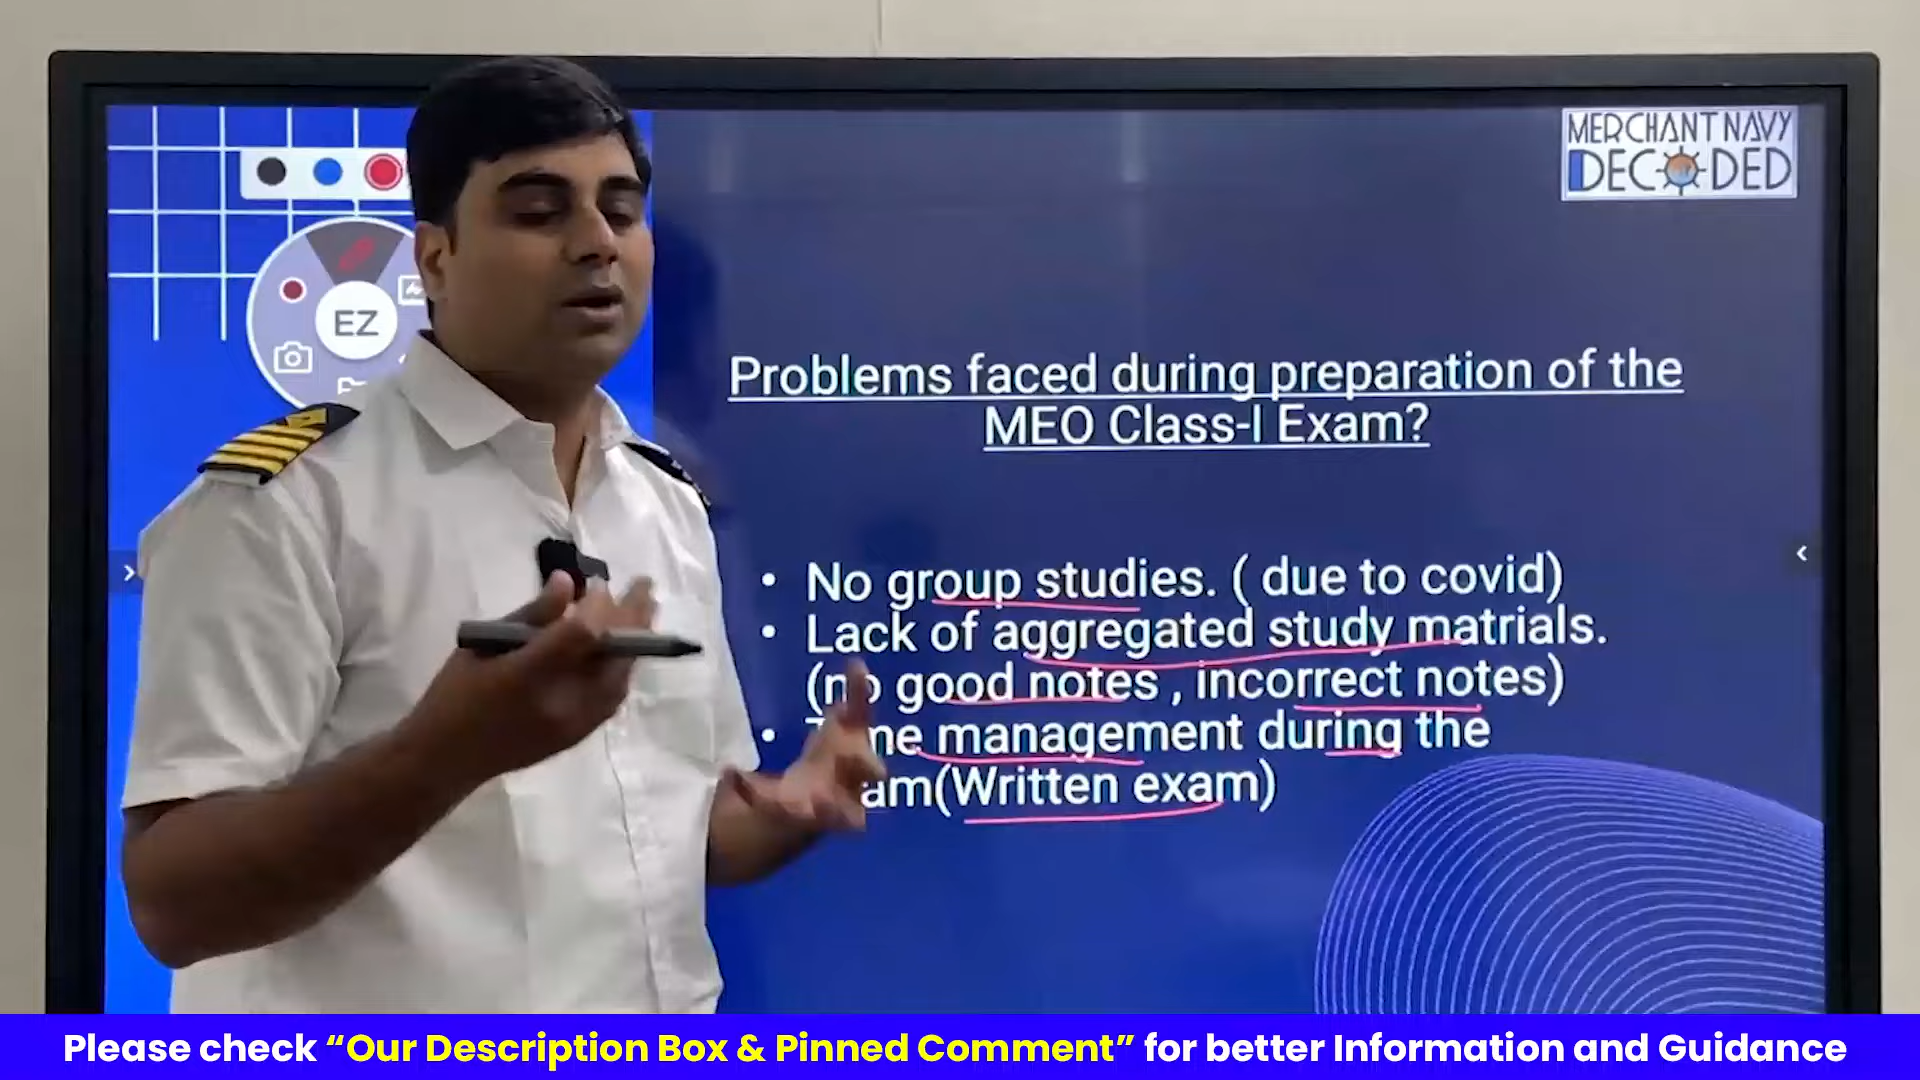 MERCHANT NAVY
DECODED
EZ
Problems faced during preparation of the
MEO Class-I Exam?
• No group studies. ( due to covid)
• Lack of aggregated study matrials.
(no good notes , incorrect notes)
• Time management during the
am(Written exam)
Please check “Our Description Box & Pinned Comment” for better Information and Guidance